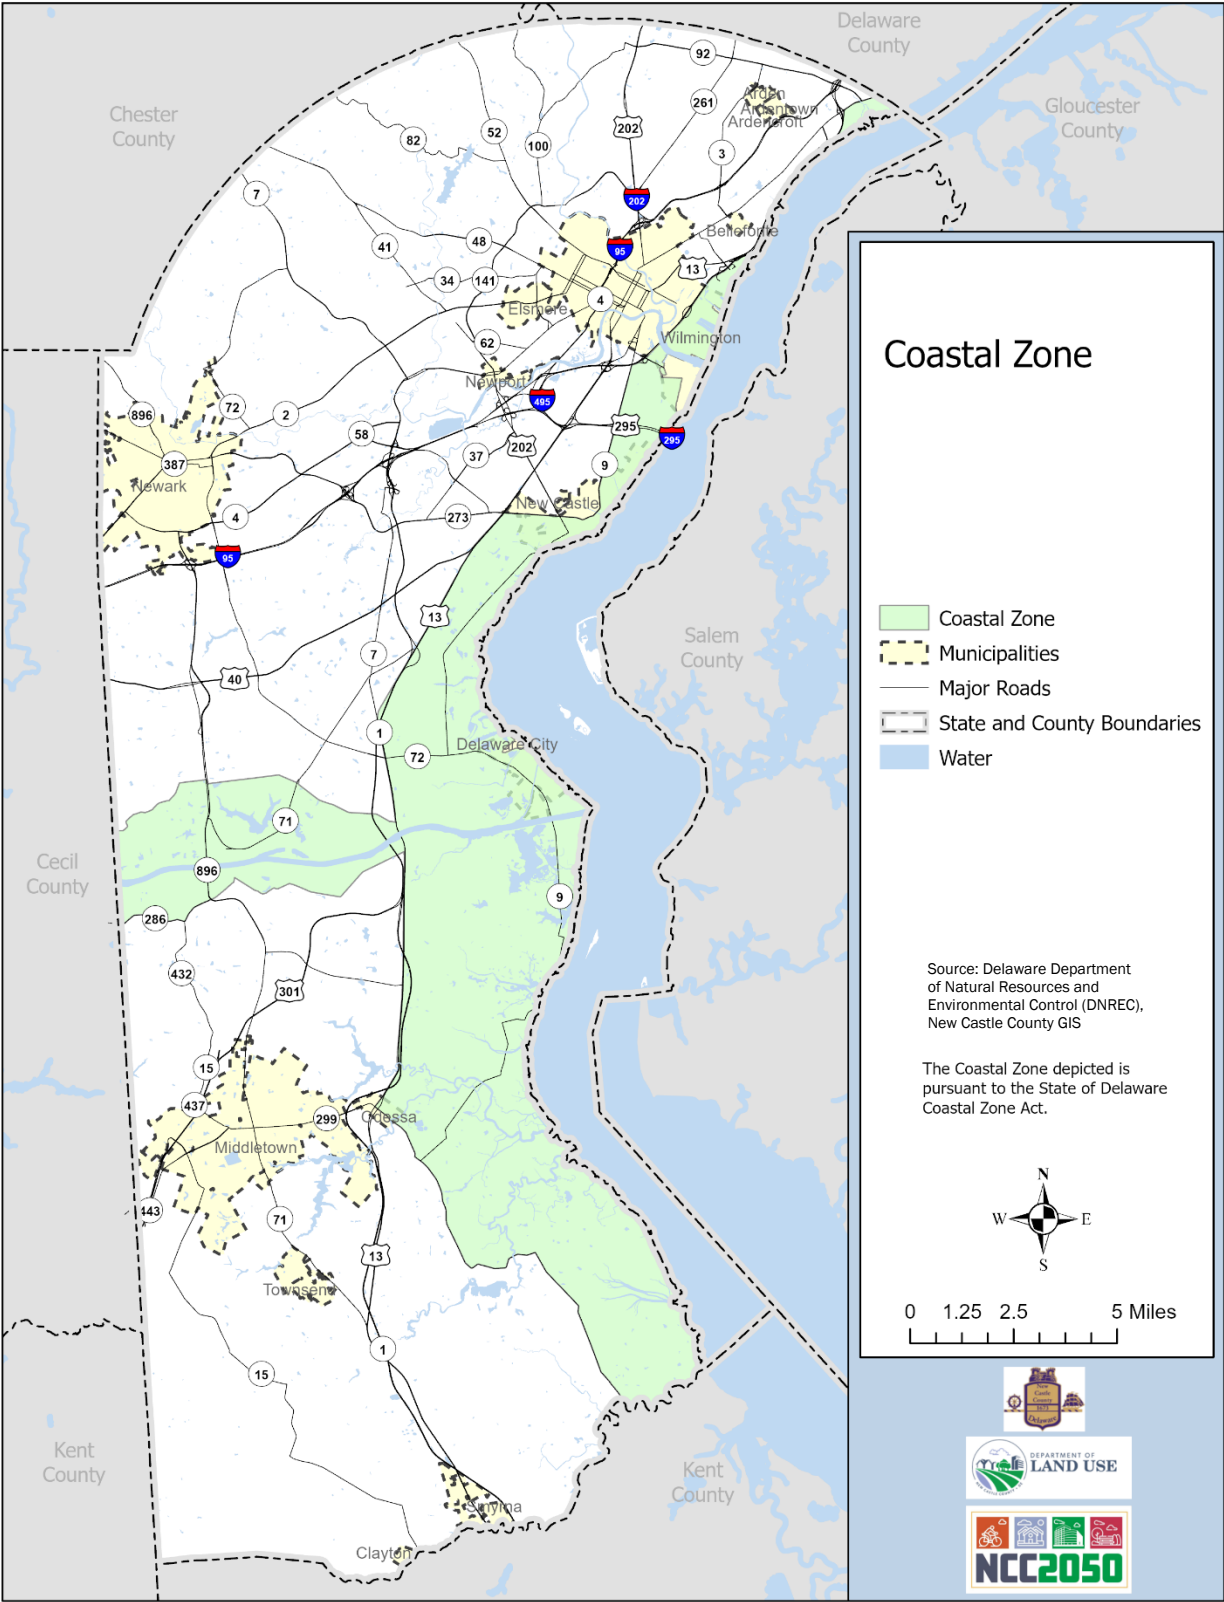 Delaware
County
Chester
County
Gloucester
County
92
261
202
52
100
82
3
Arden
Ardentown
Ardencroft
7
202
41
48
95
Bellefonte
13
34
141
4
Elsmere
62
Wilmington
Newport
495
896
72
2
58
295
295
202
37
9
387
Newark
New Castle
4
273
95
13
7
40
Salem
County
1
72
Delaware City
71
Cecil
County
896
9
286
432
301
15
437
299
Odessa
Middletown
443
71
13
Townsend
1
15
Kent
County
Kent
County
Smyrna
Clayton
Coastal Zone
Coastal Zone
Municipalities
Major Roads
State and County Boundaries
Water
Source: Delaware Department
of Natural Resources and
Environmental Control (DNREC),
New Castle County GIS
The Coastal Zone depicted is
pursuant to the State of Delaware
Coastal Zone Act.
N
W E
S
0 1.25 2.5 5 Miles
New
Castle
County
1673
Delaware
DEPARTMENT OF
LAND USE
NCC2050